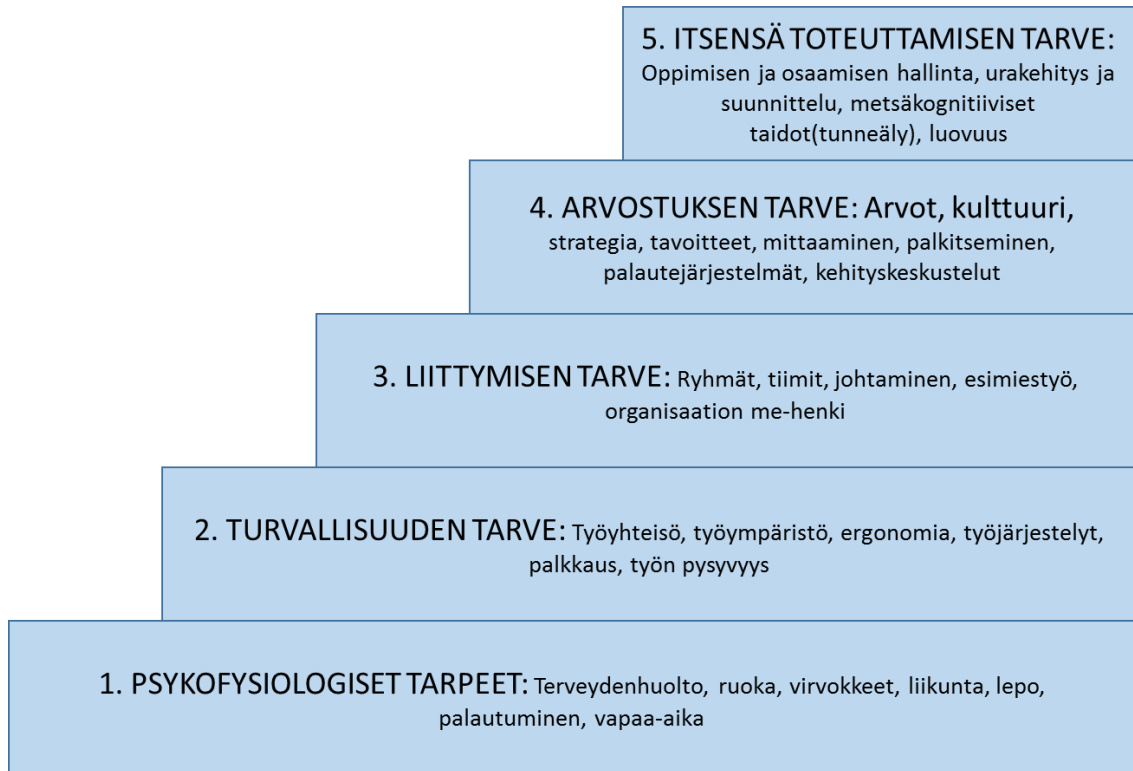 5. ITSENSÄ TOTEUTTAMISEN TARVE:
Oppimisen ja osaamisen hallinta, urakehitys ja
suunnittelu, metsäkognitiiviset
taidot(tunneäly), luovuus
4. ARVOSTUKSEN TARVE: Arvot, kulttuuri,
strategia, tavoitteet, mittaaminen, palkitseminen,
palautejärjestelmät, kehityskeskustelut
3. LIITTYMISEN TARVE: Ryhmät, tiimit, johtaminen, esimiestyö,
organisaation me-henki
2. TURVALLISUUDEN TARVE: Työyhteisö, työympäristö, ergonomia, työjärjestelyt,
palkkaus, työn pysyvyys
1. PSYKOFYSIOLOGISET TARPEET: Terveydenhuolto, ruoka, virvokkeet, liikunta, lepo,
palautuminen, vapaa-aika